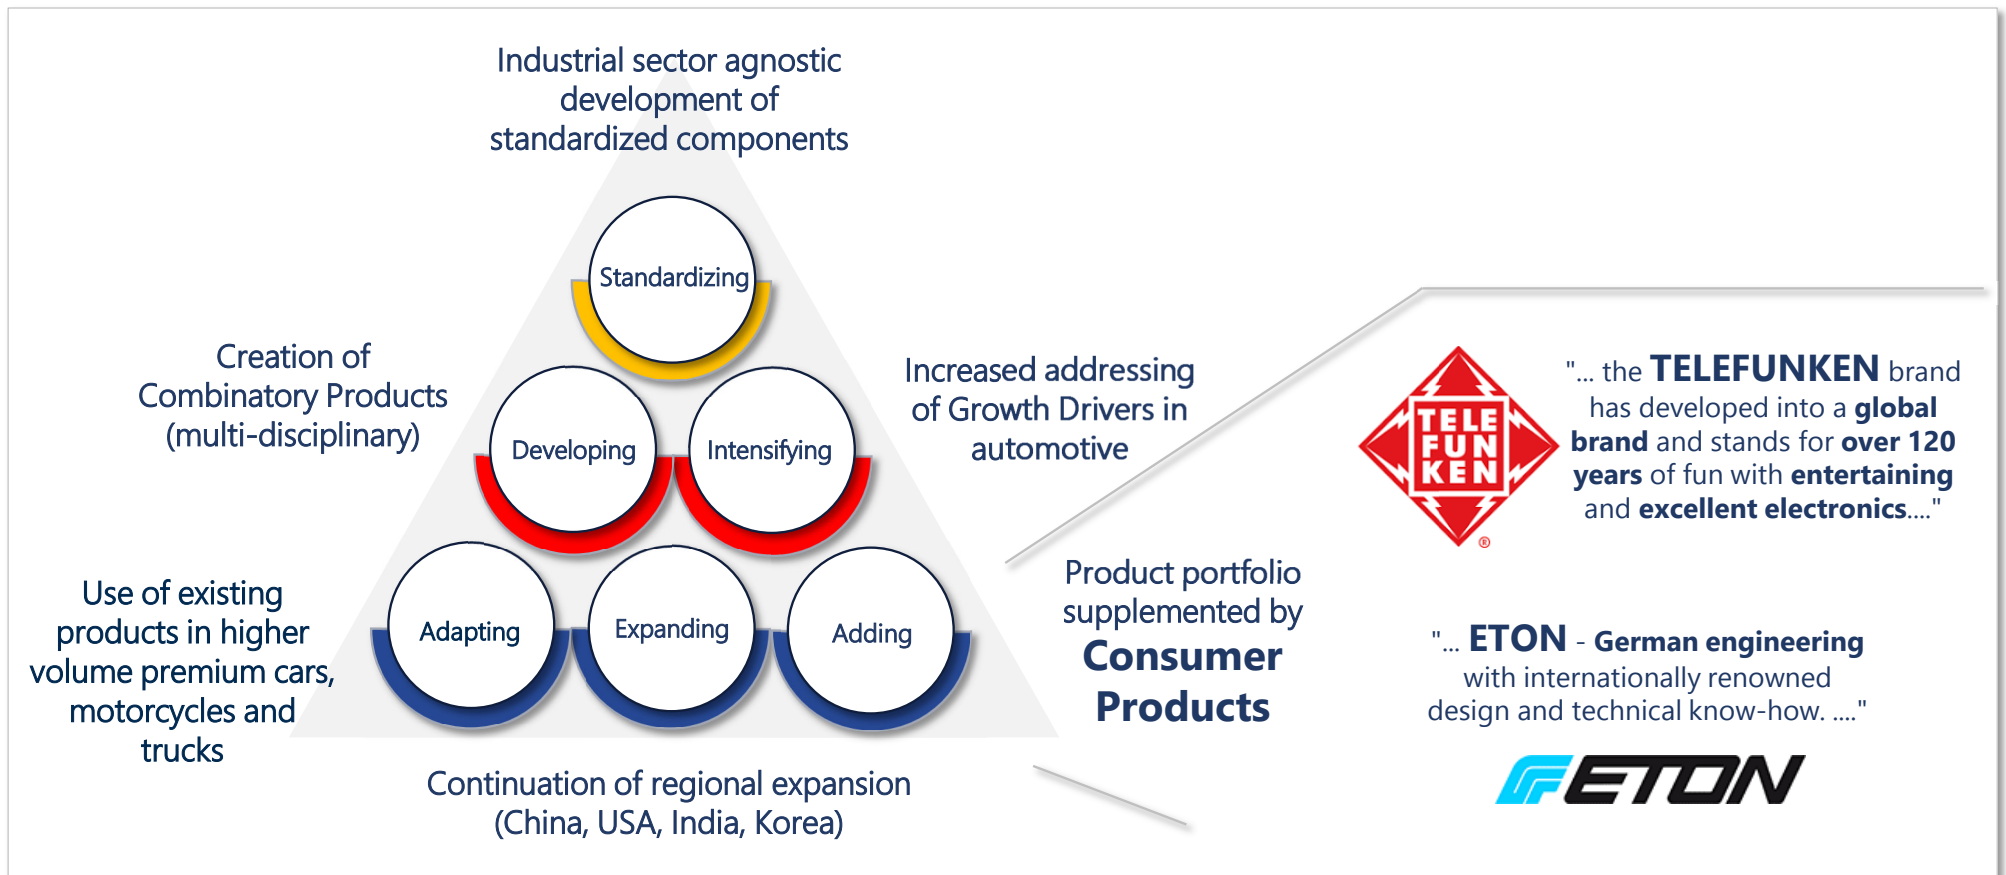 Industrial sector agnostic
development of
standardized components
Standardizing
Creation of
Combinatory Products
(multi-disciplinary)
Developing
Intensifying
Increased addressing
of Growth Drivers in
automotive
Use of existing
products in higher
volume premium cars,
motorcycles and
trucks
Adapting
Expanding
Adding
Product portfolio
supplemented by
Consumer
Products
Continuation of regional expansion
(China, USA, India, Korea)
TELE
FUN
KEN
®
"... the TELEFUNKEN brand
has developed into a global
brand and stands for over 120
years of fun with entertaining
and excellent electronics...."
"... ETON - German engineering
with internationally renowned
design and technical know-how. ...."
ETON